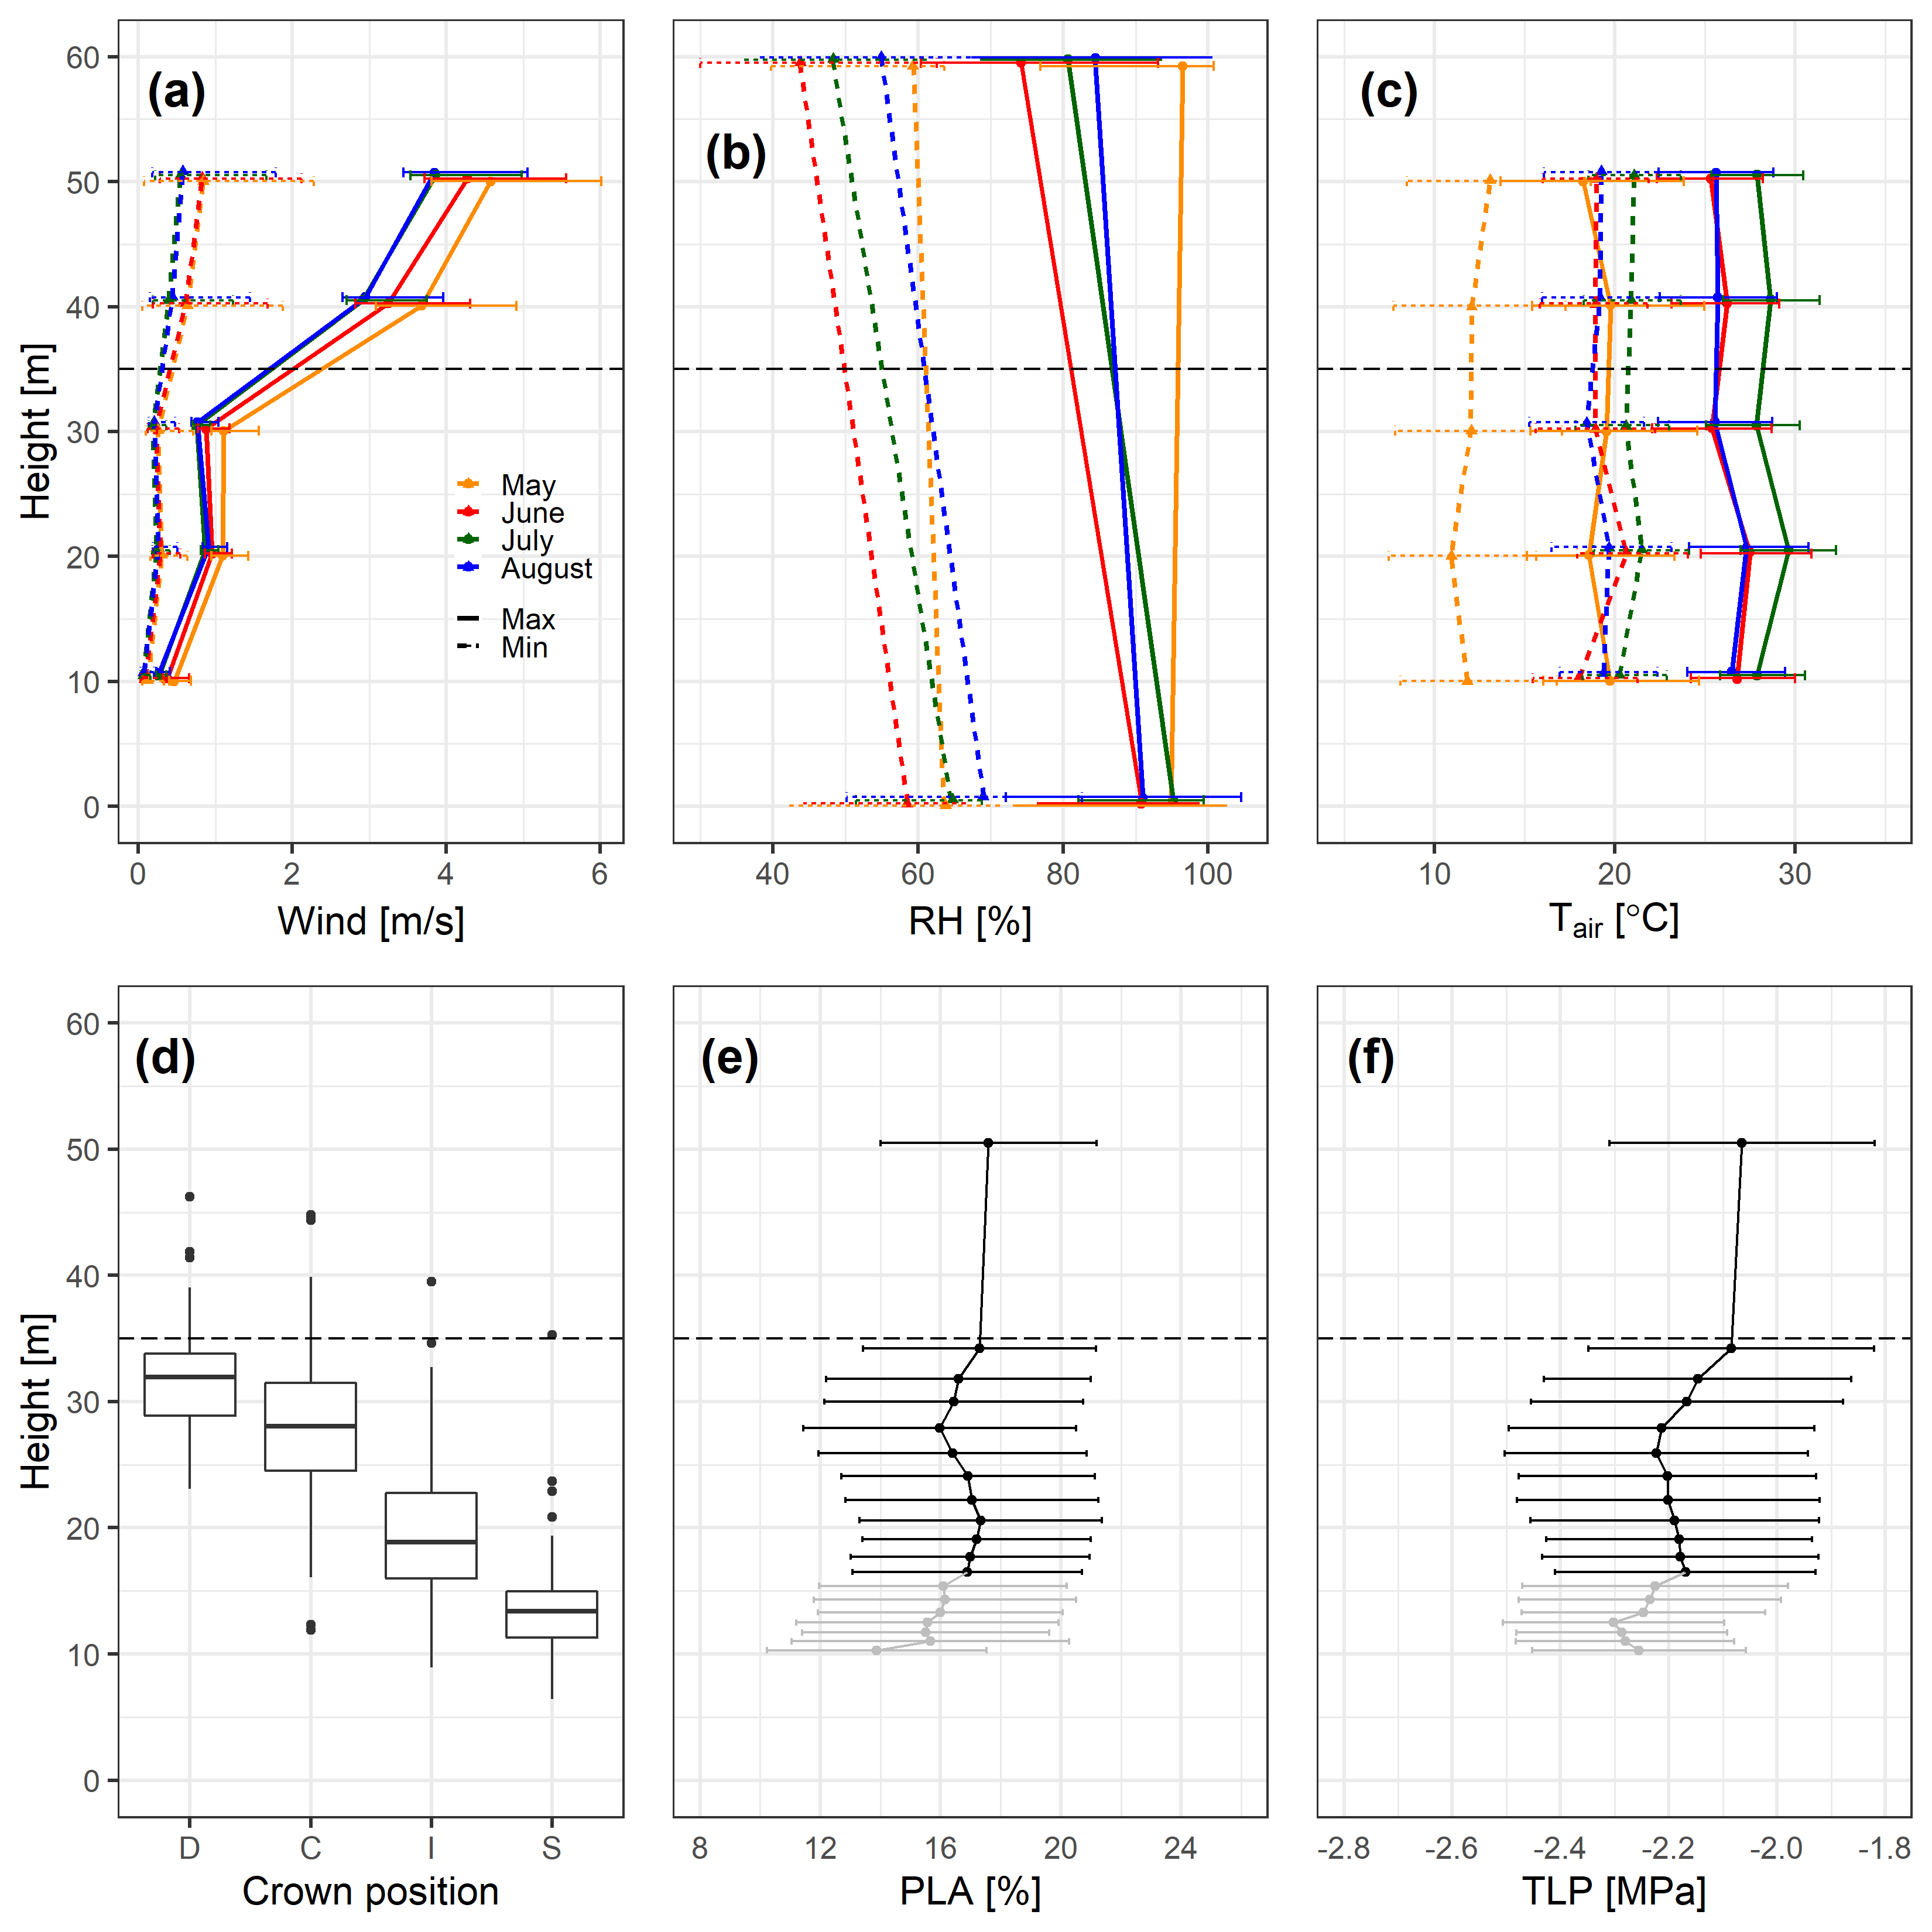 (a)
(b)
(c)
60
50
40
30
20
10
0
Height [m]
May
June
July
August
Max
Min
0 2 4 6
40 60 80 100
10 20 30
Wind [m/s]
RH [%]
Tair [°C]
(d)
(e)
(f)
60
50
40
30
20
10
0
Height [m]
D C I S
8 12 16 20 24
-2.8 -2.6 -2.4 -2.2 -2.0 -1.8
Crown position
PLA [%]
TLP [MPa]